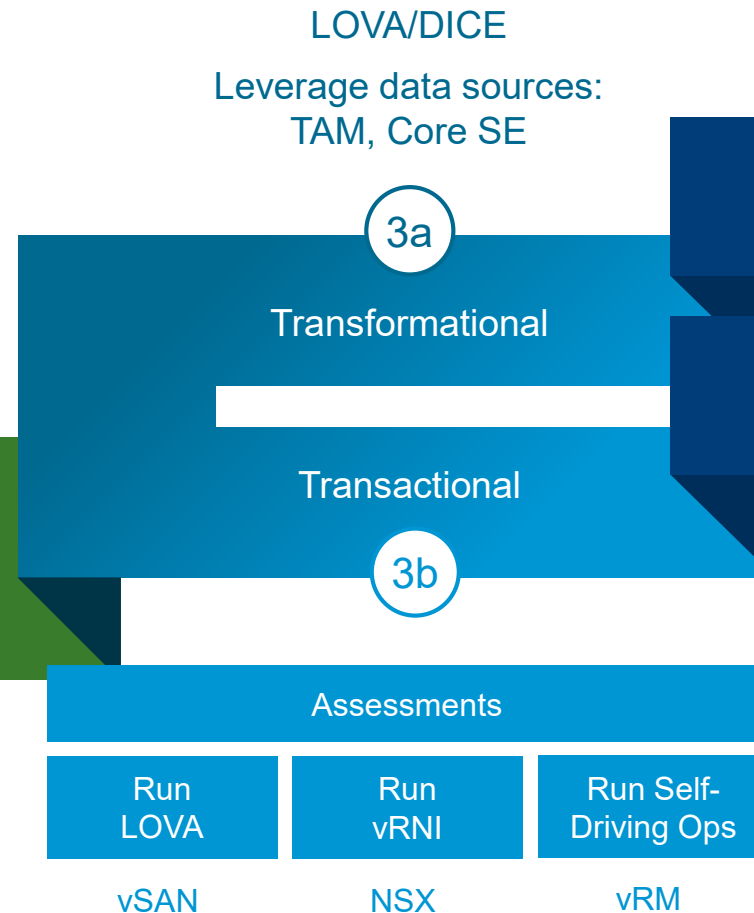 LOVA/DICE
Leverage data sources:
TAM, Core SE
3a
Transformational
Transactional
3b
Assessments
Run
LOVA
Run
vRNI
Run Self-
Driving Ops
vSAN
NSX
vRM